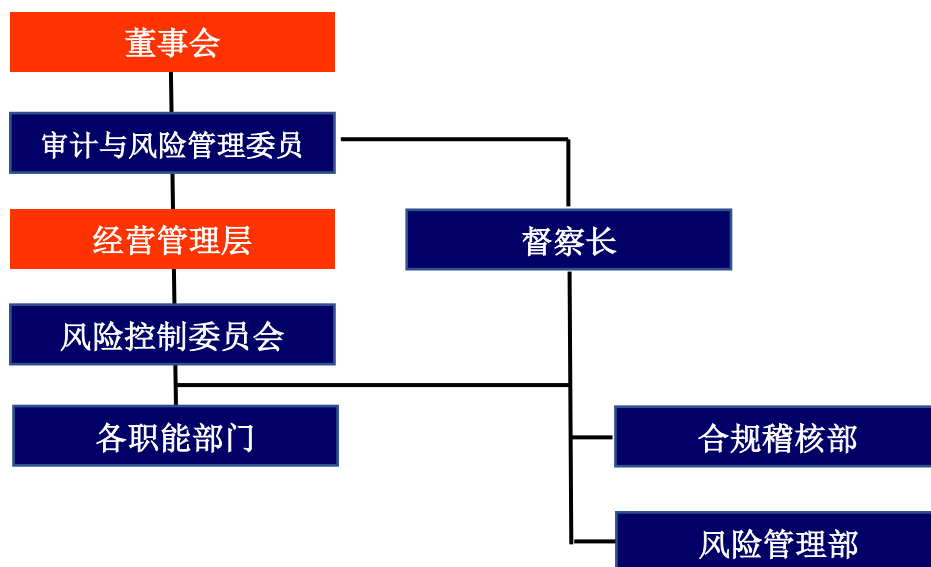 董事会
审计与风险管理委员
经营管理层
督察长
风险控制委员会
各职能部门
合规稽核部
风险管理部